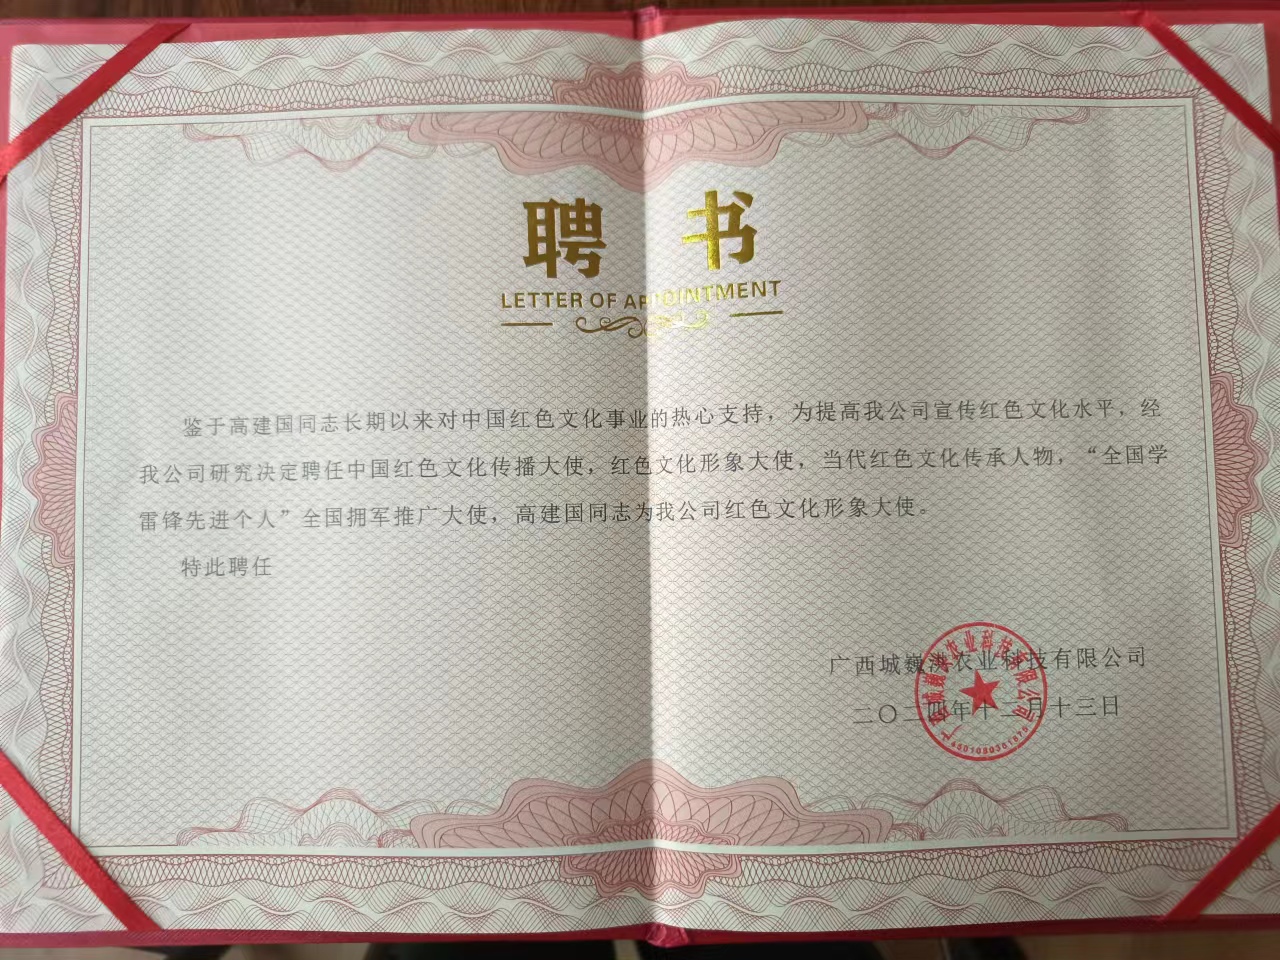 聘 书
LETTER OF APPOINTMENT
鉴于高建国同志长期以来对中国红色文化事业的热心支持，为提高我公司宣传红色文化水平，经
我公司研究决定聘任中国红色文化传播大使，红色文化形象大使，当代红色文化传承人物，“全国学
雷锋先进个人”全国拥军推广大使，高建国同志为我公司红色文化形象大使。
特此聘任
广西城巍洪农业科技有限公司
二〇二四年十二月十三日